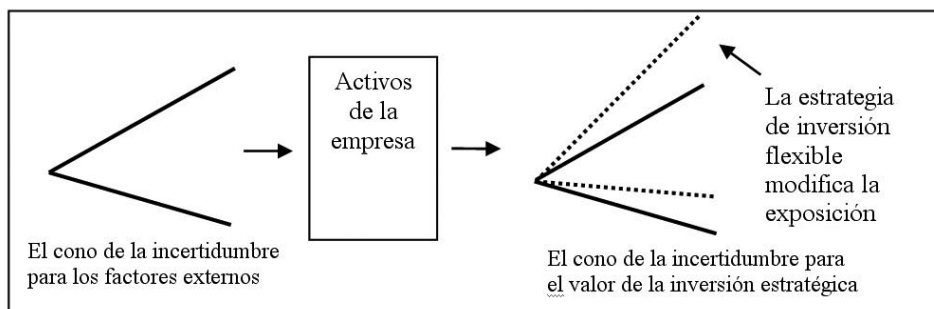 Activos
de la
empresa
La estrategia
de inversión
flexible
modifica la
exposición
El cono de la incertidumbre
para los factores externos
El cono de la incertidumbre para
el valor de la inversión estratégica